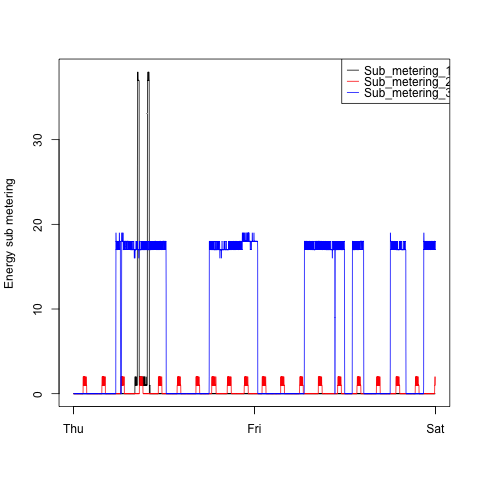 Sub_metering_1
Sub_metering_2
Sub_metering_3
Energy sub metering
30
20
10
0
Thu Fri Sat